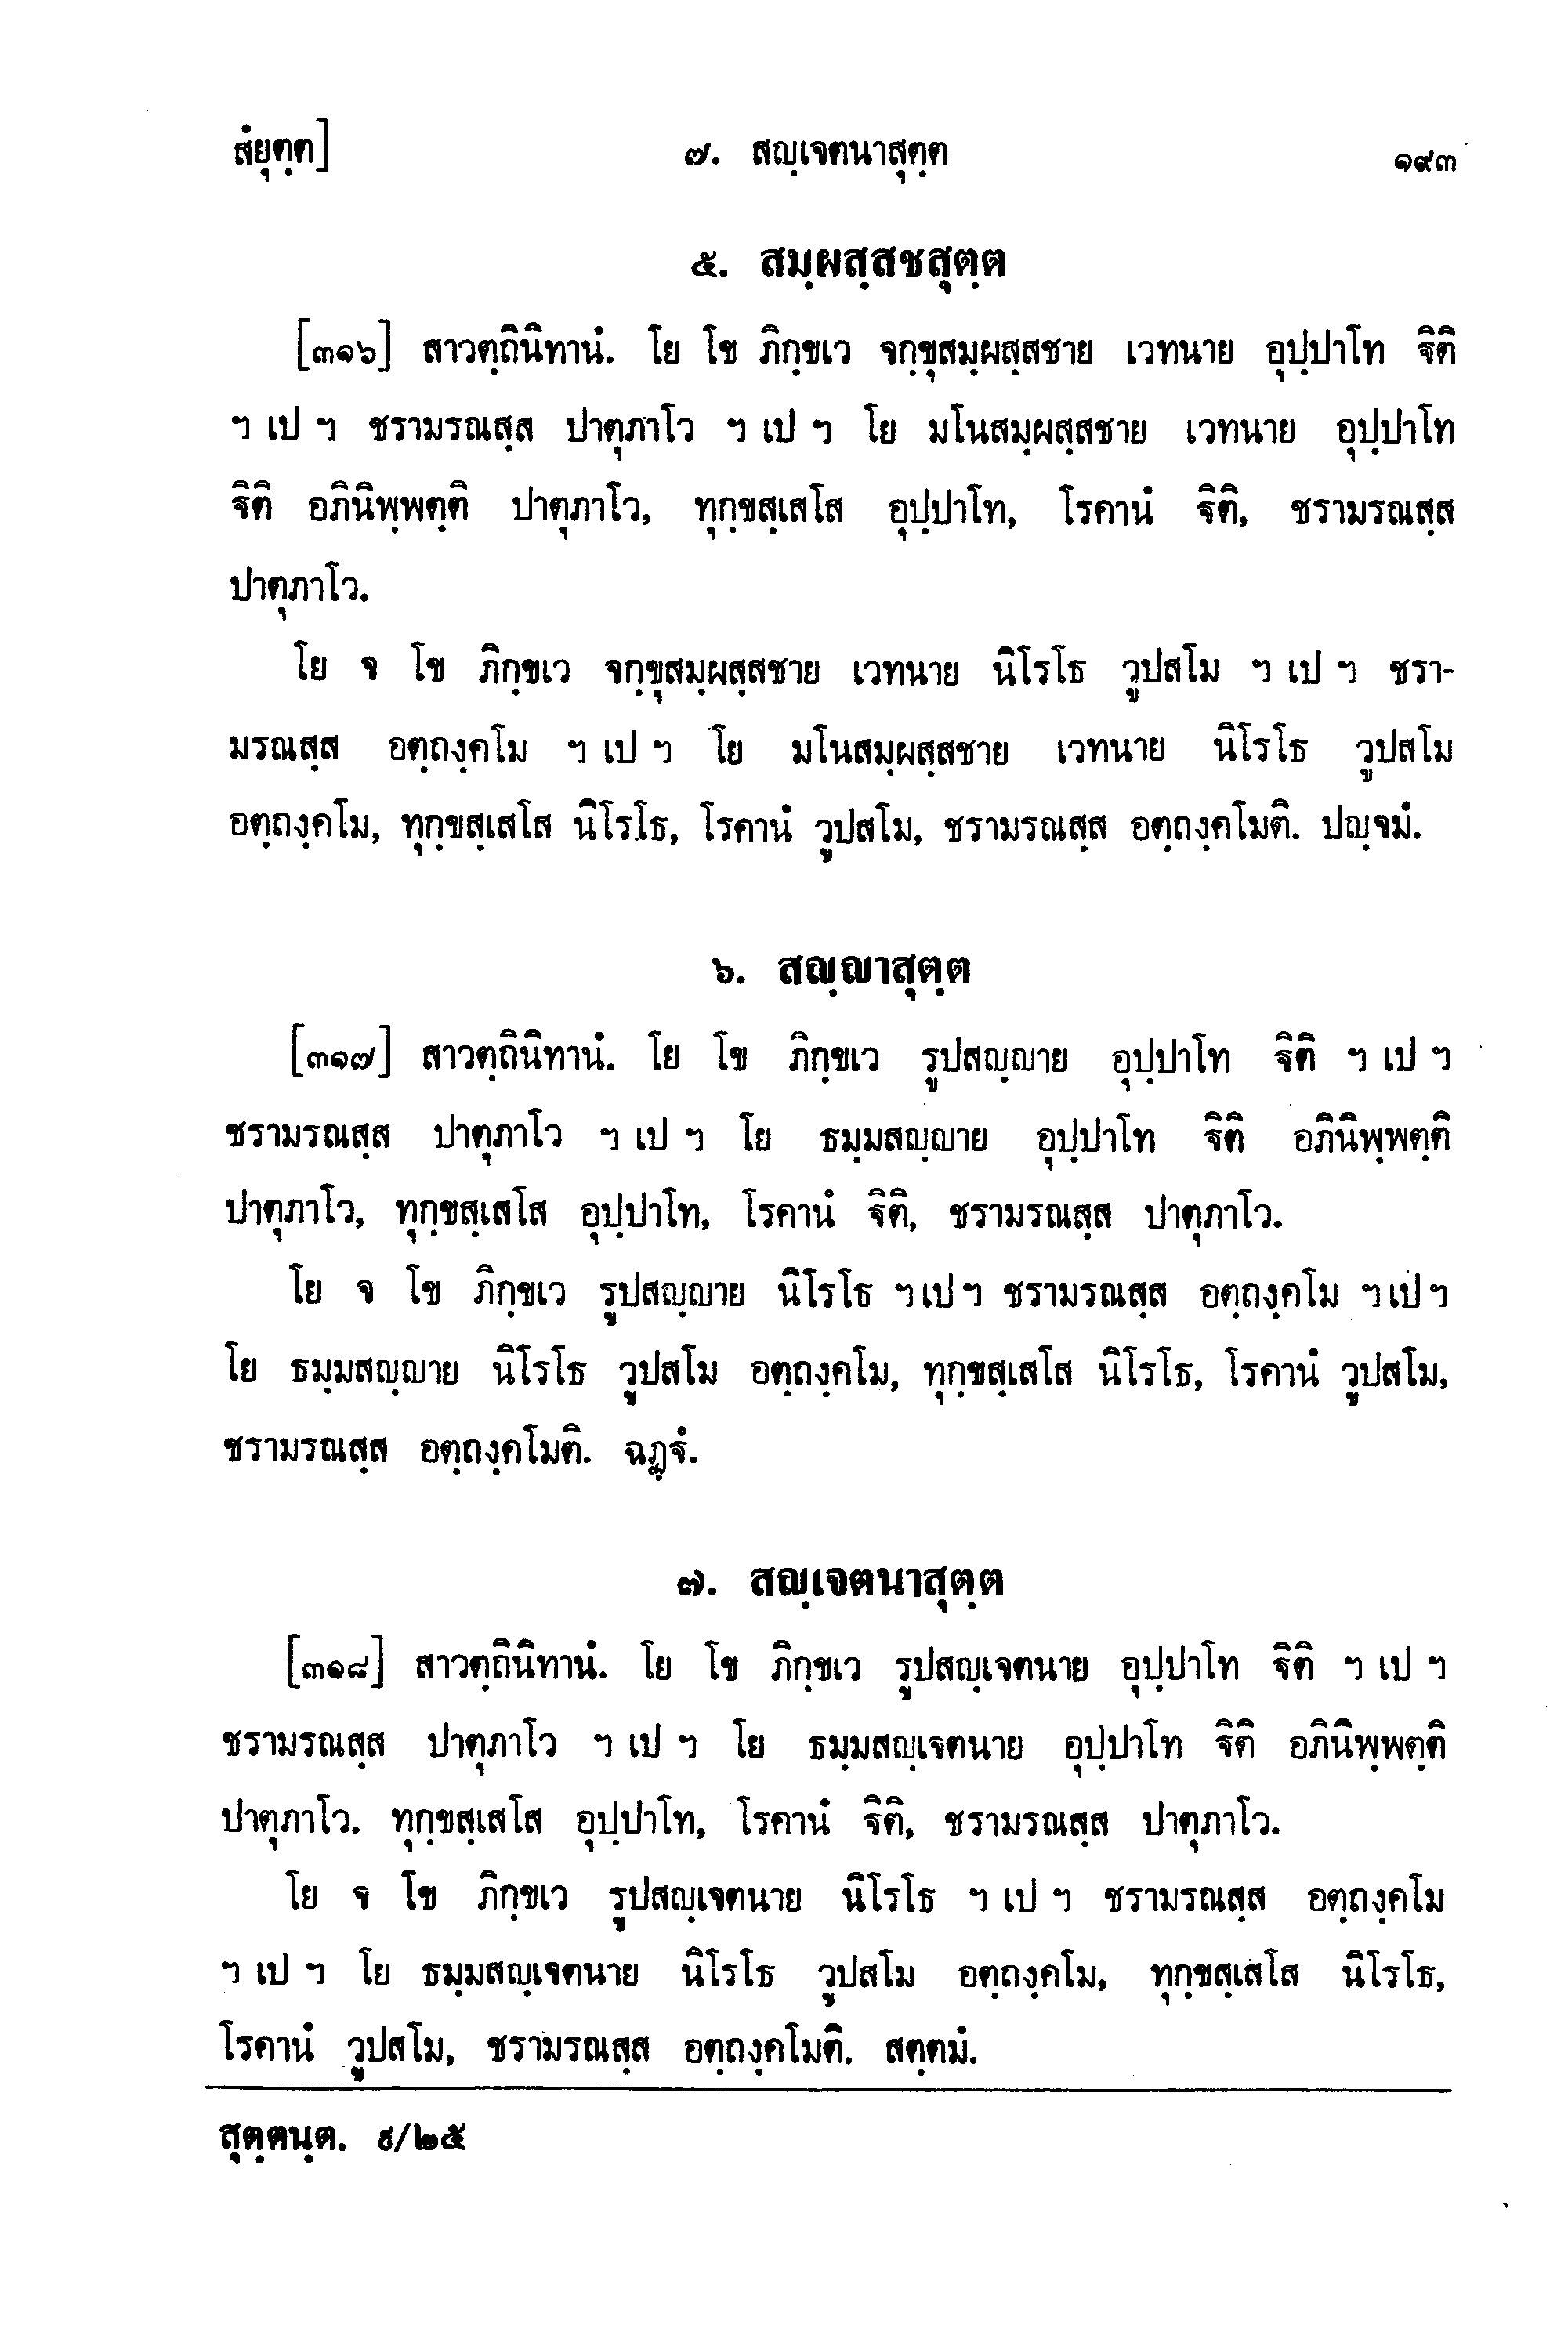 สํยุตฺต]
๗. สญฺเจตนาสุตฺต
๑๙๓
๕. สมฺผสฺสชสุตฺต
[๓๑๖] สาวตฺถินิทานํ. โย โข ภิกฺขเว จกฺขุสมฺผสฺสชาย เวทนาย อุปฺปาโท ฐิติ
ฯ เป ฯ ชรามรณสฺส ปาตุภาโว ฯ เป ฯ โย มโนสมฺผสฺสชาย เวทนาย อุปฺปาโท
ฐิติ อภินิพฺพตฺติ ปาตุภาโว, ทุกฺขสฺเสโส อุปฺปาโท, โรคานํ ฐิติ, ชรามรณสฺส
ปาตุภาโว.
โย จ โข ภิกฺขเว จกฺขุสมฺผสฺสชาย เวทนาย นิโรโธ วูปสโม ฯ เป ฯ ชรา-
มรณสฺส อตฺถงฺคโม ฯ เป ฯ โย มโนสมฺผสฺสชาย เวทนาย นิโรโธ วูปสโม
อตฺถงฺคโม, ทุกฺขสฺเสโส นิโรโธ, โรคานํ วูปสโม, ชรามรณสฺส อตฺถงฺคโมติ. ปญฺจมํ.
๖. สญฺญาสุตฺต
[๓๑๗] สาวตฺถินิทานํ. โย โข ภิกฺขเว รูปสญฺญาย อุปฺปาโท ฐิติ ฯ เป ฯ
ชรามรณสฺส ปาตุภาโว ฯ เป ฯ โย ธมฺมสญฺญาย อุปฺปาโท ฐิติ อภินิพฺพตฺติ
ปาตุภาโว, ทุกฺขสฺเสโส อุปฺปาโท, โรคานํ ฐิติ, ชรามรณสฺส ปาตุภาโว.
โย จ โข ภิกฺขเว รูปสญฺญาย นิโรโธ ฯ เป ฯ ชรามรณสฺส อตฺถงฺคโม ฯ เป ฯ
โย ธมฺมสญฺญาย นิโรโธ วูปสโม อตฺถงฺคโม, ทุกฺขสฺเสโส นิโรโธ, โรคานํ วูปสโม,
ชรามรณสฺส อตฺถงฺคโมติ. ฉฏฺฐํ.
๗. สญฺเจตนาสุตฺต
[๓๑๘] สาวตฺถินิทานํ. โย โข ภิกฺขเว รูปสญฺเจตนาย อุปฺปาโท ฐิติ ฯ เป ฯ
ชรามรณสฺส ปาตุภาโว ฯ เป ฯ โย ธมฺมสญฺเจตนาย อุปฺปาโท ฐิติ อภินิพฺพตฺติ
ปาตุภาโว. ทุกฺขสฺเสโส อุปฺปาโท, โรคานํ ฐิติ, ชรามรณสฺส ปาตุภาโว.
โย จ โข ภิกฺขเว รูปสญฺเจตนาย นิโรโธ ฯ เป ฯ ชรามรณสฺส อตฺถงฺคโม
ฯ เป ฯ โย ธมฺมสญฺเจตนาย นิโรโธ วูปสโม อตฺถงฺคโม, ทุกฺขสฺเสโส นิโรโธ,
โรคานํ วูปสโม, ชรามรณสฺส อตฺถงฺคโมติ. สตฺตมํ.
สุตฺตนฺต. ๙/๒๕